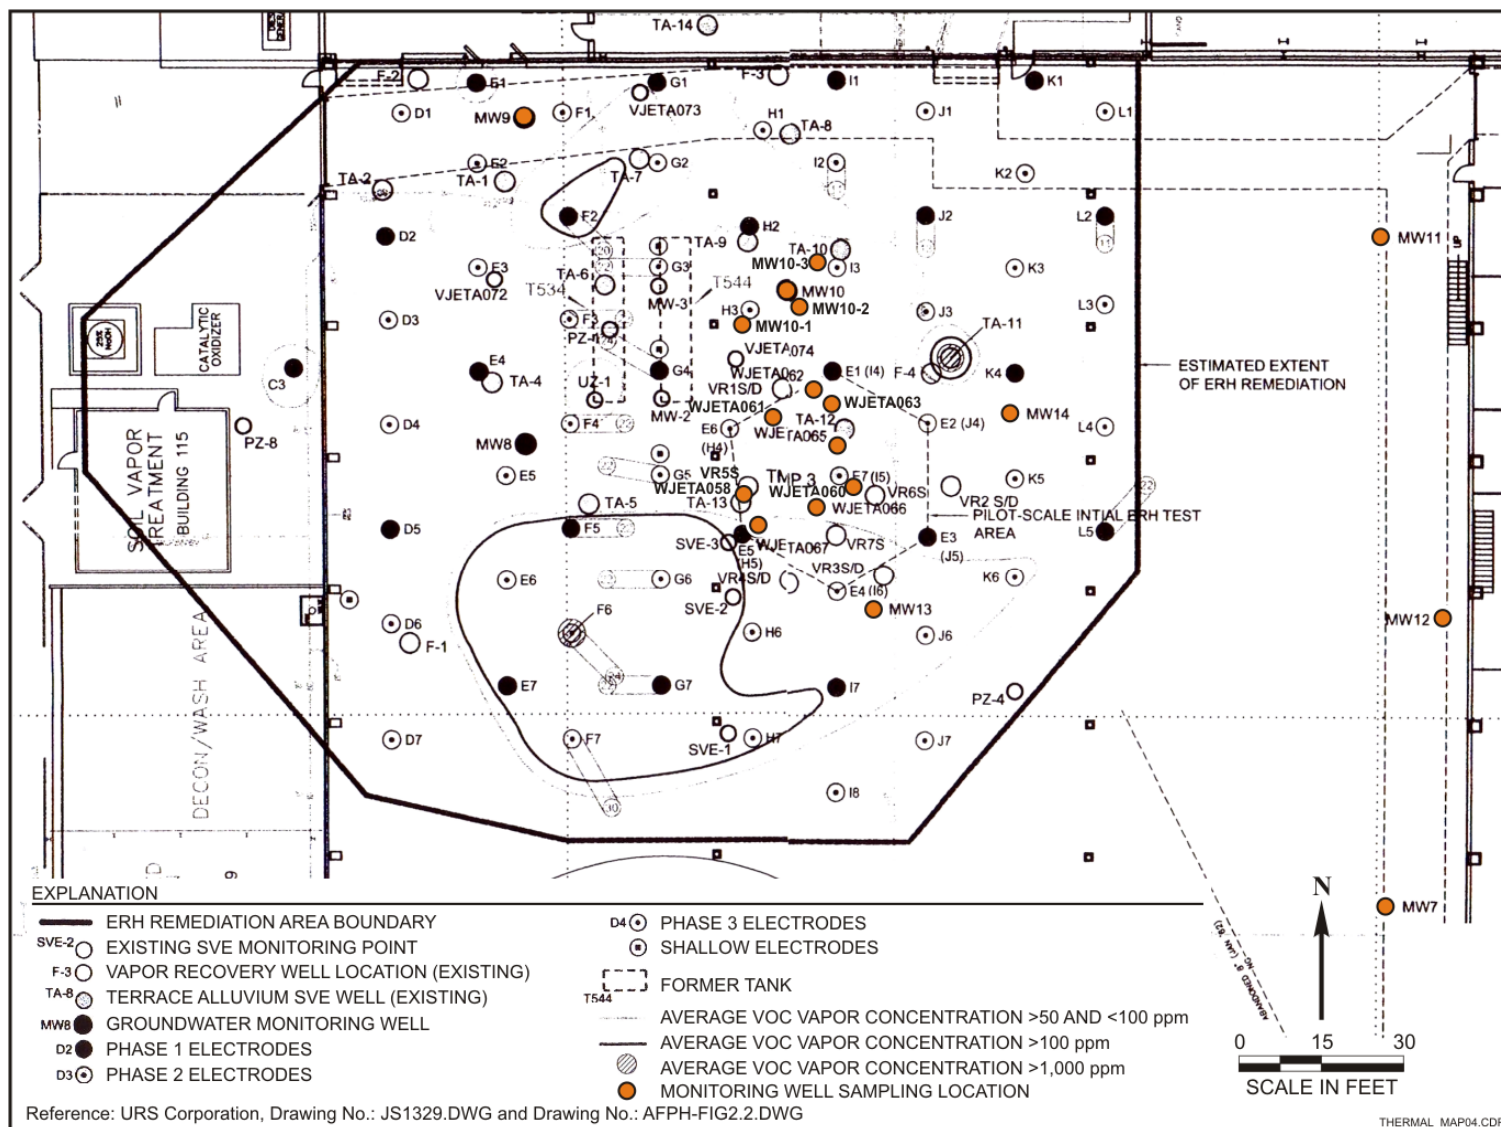 TA-14
F-2
E1
G1
F-3
I1
K1
VJETA073
D1
MW9
F1
H1
TA-8
J1
L1
E2
TA-7
G2
I2
K2
TA-2
TA-1
F2
H2
J2
L2
D2
TA-9
TA-10
MW11
UP
E3
TA-6
G3
MW10-3
I3
K3
VJETA072
T534
MW-3
T544
MW10
D3
F3
H3
MW10-2
J3
L3
25%
NaOH
CATALYTIC
OXIDIZER
PZ-1
MW10-1
TA-11
VJETA074
E4
G4
WJETA062
E1 (I4)
F-4
K4
ESTIMATED EXTENT
OF ERH REMEDIATION
C3
TA-4
UZ-1
VR1S/D
MW-2
WJETA061
WJETA063
MW14
PZ-8
D4
F4
E6
(H4)
TA-12
WJETA065
E2 (J4)
L4
MW8
SOIL VAPOR
TREATMENT
BUILDING 115
E5
G5
VR5S
TMP 3
E7 (I5)
K5
22
WJETA058
WJETA060
VR6S
VR2 S/D
TA-5
TA-13
WJETA066
PILOT-SCALE INTIAL ERH TEST
AREA
D5
F5
SVE-3
E5
(H5)
WJETA067
VR7S
E3
(J5)
L5
E6
G6
VR4S/D
VR3S/D
K6
E4 (I6)
SVE-2
MW13
MW12
D6
F6
F-1
H6
J6
DECON/WASH AREA
E7
G7
I7
PZ-4
D7
F7
SVE-1
H7
J7
30
I8
MW7
ABANDONED 8" (JAN '62)
NG
EXPLANATION
ERH REMEDIATION AREA BOUNDARY
SVE-2 EXISTING SVE MONITORING POINT
F-3 VAPOR RECOVERY WELL LOCATION (EXISTING)
TA-8 TERRACE ALLUVIUM SVE WELL (EXISTING)
MW8 GROUNDWATER MONITORING WELL
D2 PHASE 1 ELECTRODES
D3 PHASE 2 ELECTRODES
D4 PHASE 3 ELECTRODES
SHALLOW ELECTRODES
T544 FORMER TANK
AVERAGE VOC VAPOR CONCENTRATION >50 AND <100 ppm
AVERAGE VOC VAPOR CONCENTRATION >100 ppm
AVERAGE VOC VAPOR CONCENTRATION >1,000 ppm
MONITORING WELL SAMPLING LOCATION
N
0 15 30
SCALE IN FEET
Reference: URS Corporation, Drawing No.: JS1329.DWG and Drawing No.: AFPH-FIG2.2.DWG
THERMAL MAP04.CDR